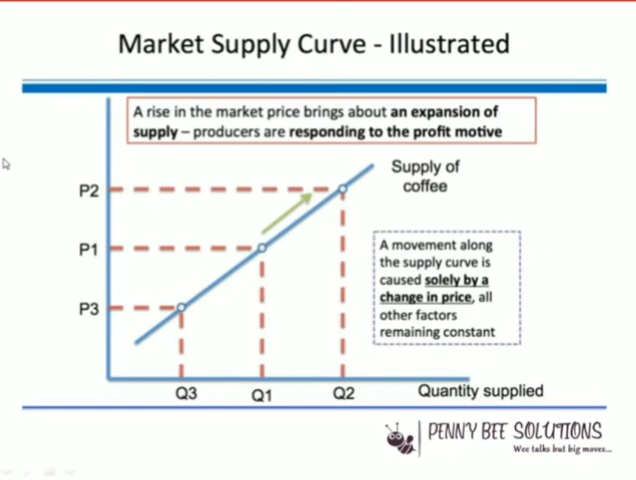 Market Supply Curve - Illustrated
A rise in the market price brings about an expansion of
supply – producers are responding to the profit motive
Supply of
coffee
P2
P1
P3
A movement along
the supply curve is
caused solely by a
change in price, all
other factors
remaining constant
Q3 Q1 Q2 Quantity supplied
PENNY BEE SOLUTIONS
Wee talks but big moves...